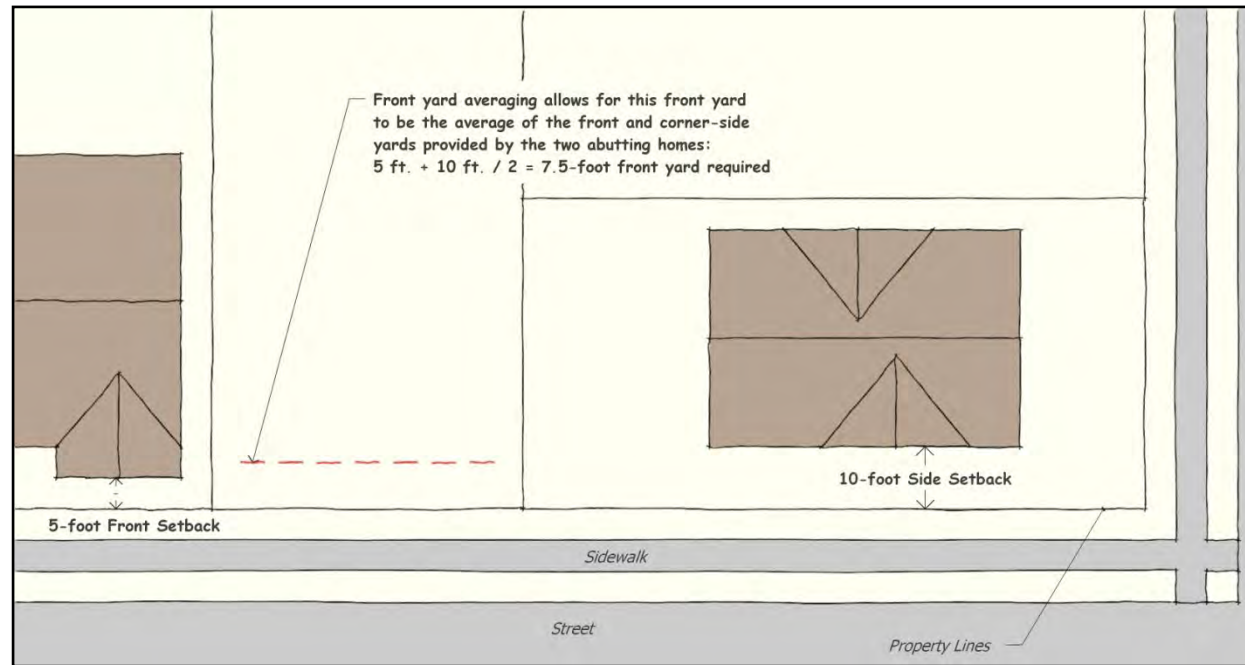 Front yard averaging allows for this front yard
to be the average of the front and corner-side
yards provided by the two abutting homes:
5 ft. + 10 ft. / 2 = 7.5-foot front yard required
10-foot Side Setback
5-foot Front Setback
Sidewalk
Street
Property Lines